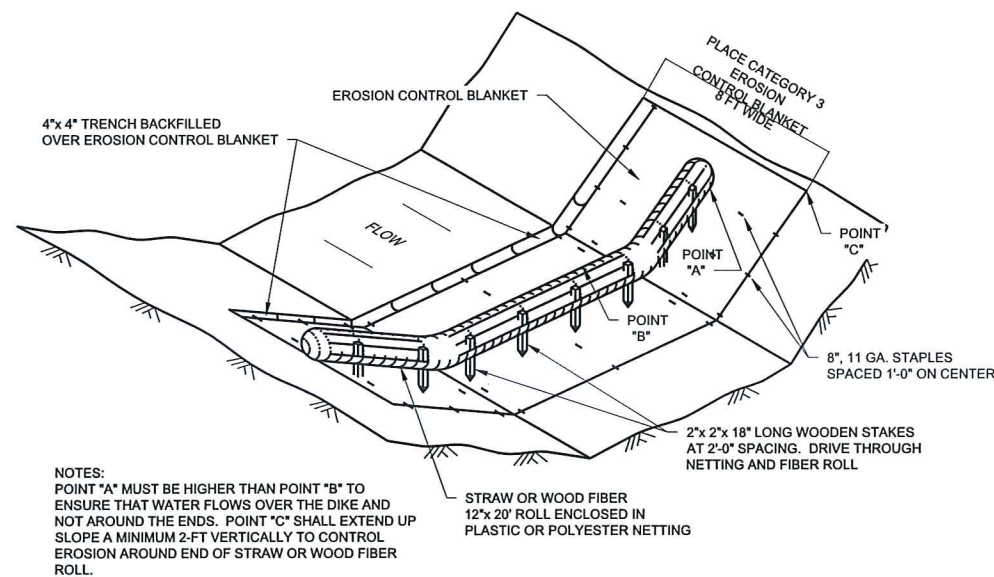 PLACE CATEGORY 3
EROSION
CONTROL BLANKET
8 FT WIDE
EROSION CONTROL BLANKET
4"x 4" TRENCH BACKFILLED
OVER EROSION CONTROL BLANKET
FLOW
POINT
"C"
POINT
"A"
POINT
"B"
8", 11 GA. STAPLES
SPACED 1'-0" ON CENTER
2"x 2"x 18" LONG WOODEN STAKES
AT 2'-0" SPACING. DRIVE THROUGH
NETTING AND FIBER ROLL
STRAW OR WOOD FIBER
12"x 20' ROLL ENCLOSED IN
PLASTIC OR POLYESTER NETTING
NOTES:
POINT "A" MUST BE HIGHER THAN POINT "B" TO
ENSURE THAT WATER FLOWS OVER THE DIKE AND
NOT AROUND THE ENDS. POINT "C" SHALL EXTEND UP
SLOPE A MINIMUM 2-FT VERTICALLY TO CONTROL
EROSION AROUND END OF STRAW OR WOOD FIBER
ROLL.